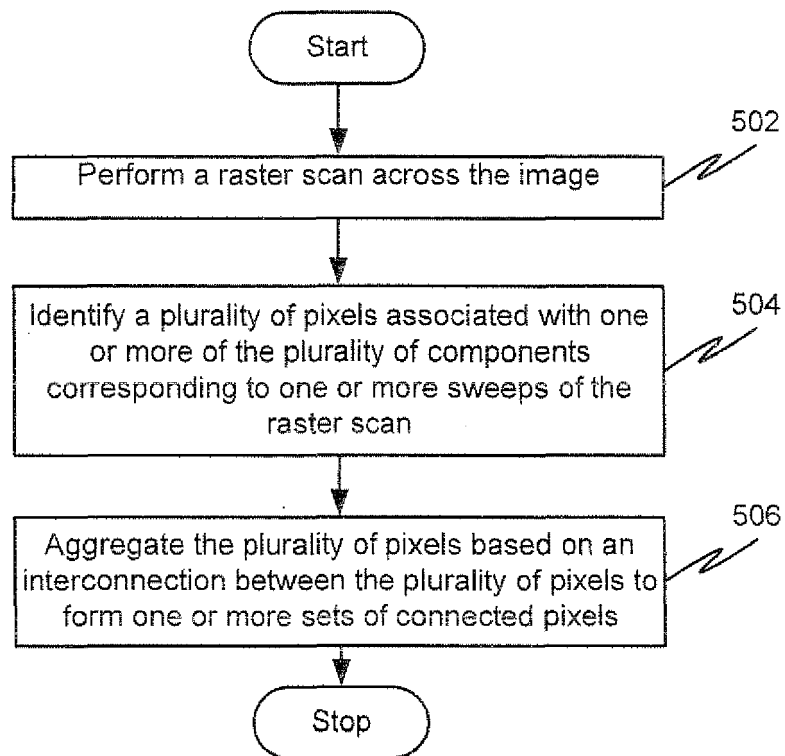 Start
502
Perform a raster scan across the image
504
Identify a plurality of pixels associated with one
or more of the plurality of components
corresponding to one or more sweeps of the
raster scan
506
Aggregate the plurality of pixels based on an
interconnection between the plurality of pixels to
form one or more sets of connected pixels
Stop